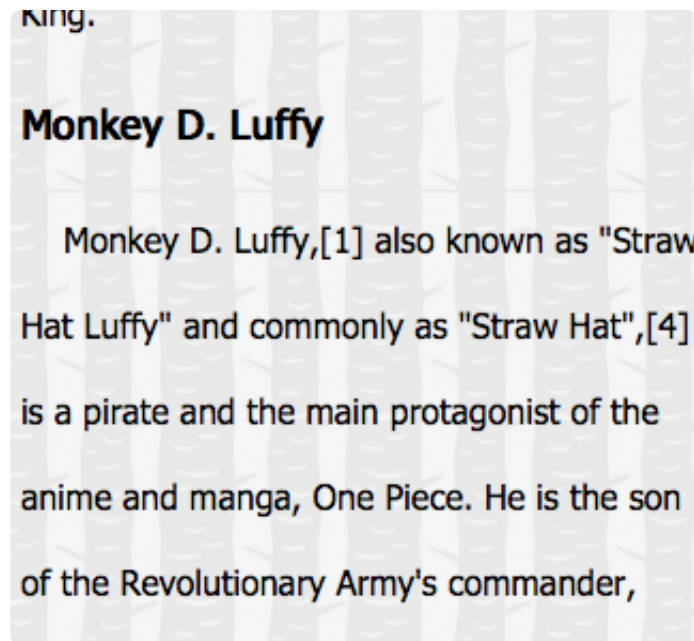 King.
Monkey D. Luffy
Monkey D. Luffy,[1] also known as "Straw
Hat Luffy" and commonly as "Straw Hat",[4]
is a pirate and the main protagonist of the
anime and manga, One Piece. He is the son
of the Revolutionary Army's commander,